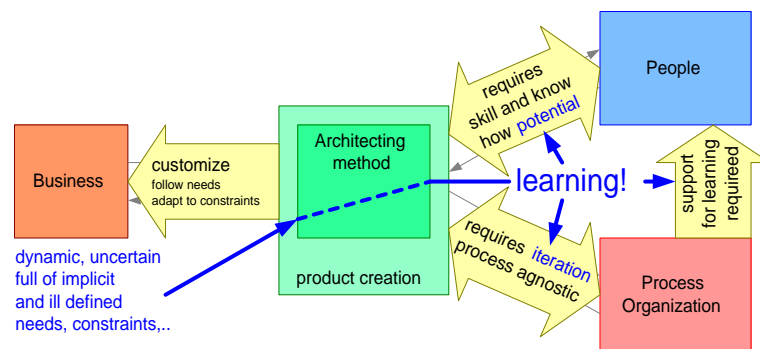 Business
dynamic, uncertain
full of implicit
and ill defined
needs, constraints,..
customize
follow needs
adapt to constraints
Architecting
method
product creation
requires
skill and know
how potential
learning!
requires iteration
process agnostic
People
support
for learning
requireed
Process
Organization